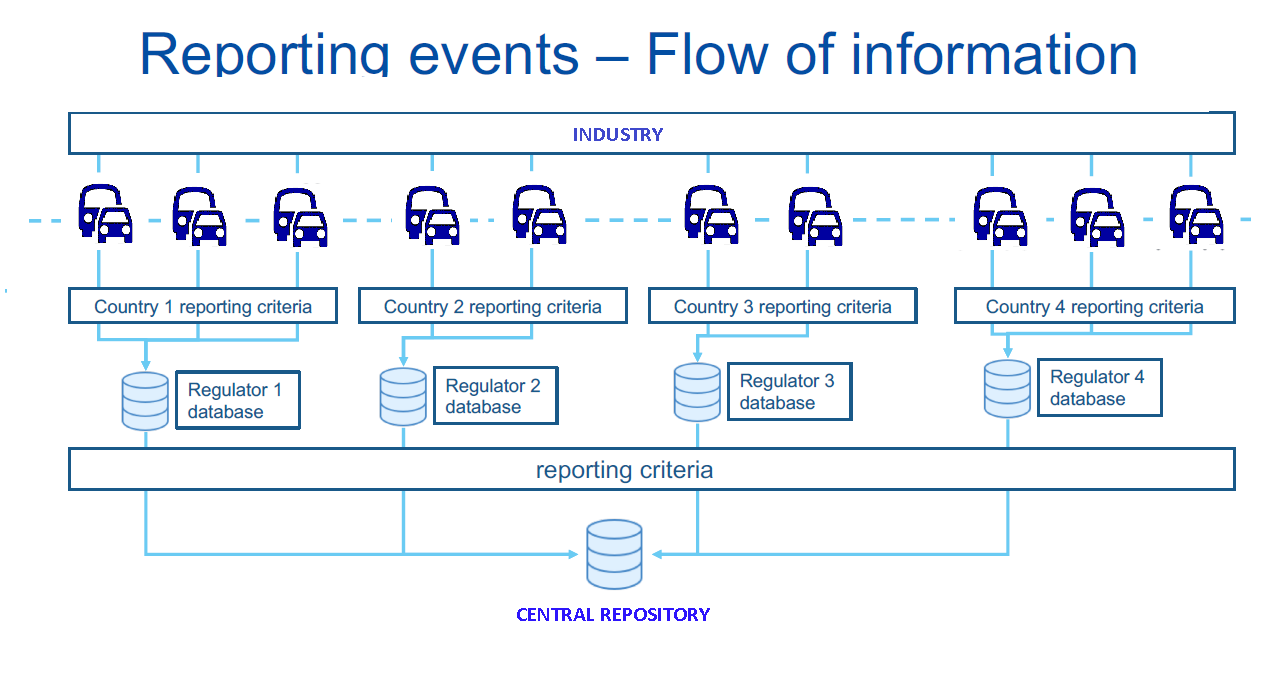 Reporting events – Flow of information
INDUSTRY
Country 1 reporting criteria
Country 2 reporting criteria
Country 3 reporting criteria
Country 4 reporting criteria
Regulator 1
database
Regulator 2
database
Regulator 3
database
Regulator 4
database
reporting criteria
CENTRAL REPOSITORY